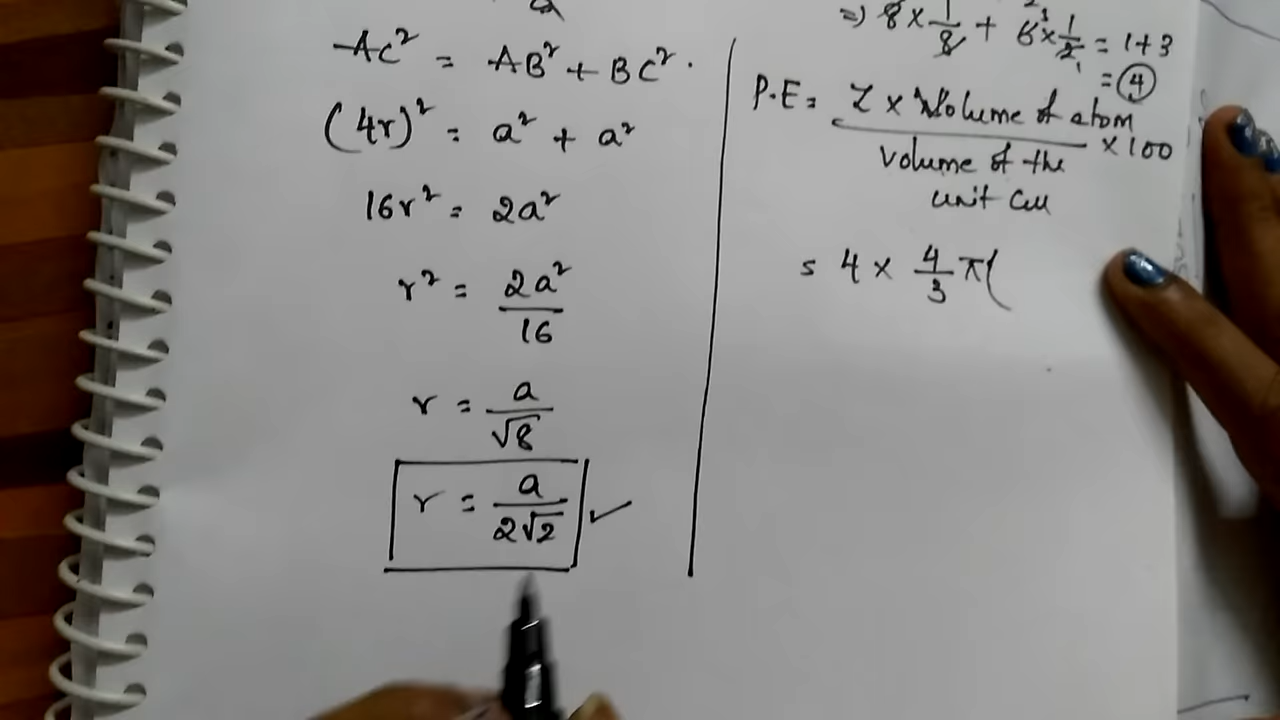 AC² = AB² + BC².
(4r)² = a² + a²
16r² = 2a²
r² = 2a²/16
r = a/√8
r = a/2√2 ✓
=) 8 × 1/8 + 6 × 1/2 = 1+3
= 4
P.E = Z × Volume of atom
Volume of the × 100
unit Cell
= 4 × 4/3 π(